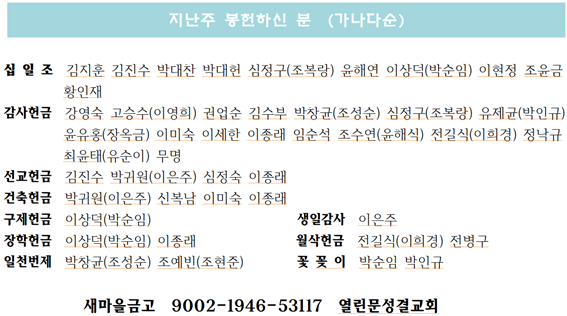 지난주 봉헌하신 분 (가나다순)
십 일 조 김지훈 김진수 박대찬 박대헌 심정구(조복랑) 윤해연 이상덕(박순임) 이현정 조윤금
황인재
감사헌금 강영숙 고승수(이영희) 권업순 김수부 박창균(조성순) 심정구(조복랑) 유제균(박인규)
윤유홍(장옥금) 이미숙 이세한 이종래 임순석 조수연(윤해식) 전길식(이희경) 정낙규
최윤태(유순이) 무명
선교헌금 김진수 박귀원(이은주) 심정숙 이종래
건축헌금 박귀원(이은주) 신복남 이미숙 이종래
구제헌금 이상덕(박순임) 생일감사 이은주
장학헌금 이상덕(박순임) 이종래 월삭헌금 전길식(이희경) 전병구
일천번제 박창균(조성순) 조예빈(조현준) 꽃 꽂 이 박순임 박인규
새마을금고 9002-1946-53117 열린문성결교회